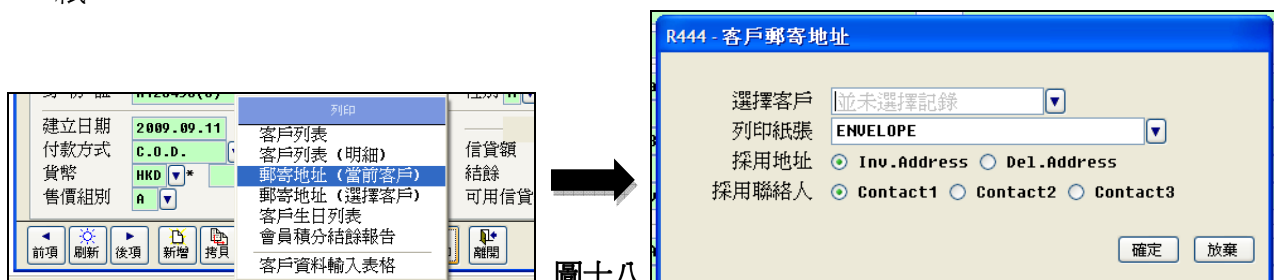 R444 - 客戶郵寄地址
選擇客戶 並未選擇記錄
列印紙張 ENVELOPE
採用地址 Inv.Address Del.Address
採用聯絡人 Contact1 Contact2 Contact3
確定 放棄
列印
客戶列表
客戶列表 (明細)
郵寄地址 (當前客戶)
郵寄地址 (選擇客戶)
客戶生日列表
會員積分結餘報告
客戶資料輸入表格
建立日期 2009.09.11
付款方式 C.O.D. 信貸額
貨幣 HKD * 結餘
售價組別 A 可用信貸
前項 刷新 後項 新增 拷貝 離開
圖十八